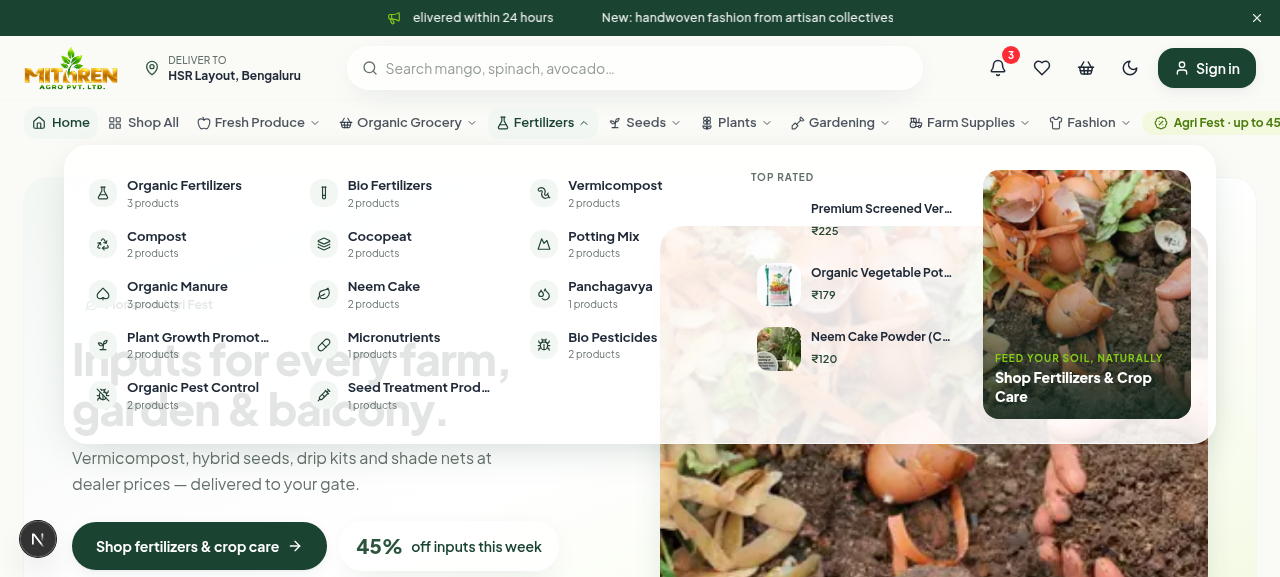 elivered within 24 hours
New: handwoven fashion from artisan collectives
MITAREN
AGRO PVT. LTD.
DELIVER TO
HSR Layout, Bengaluru
Search mango, spinach, avocado…
3
Sign in
Home
Shop All
Fresh Produce
Organic Grocery
Fertilizers
Seeds
Plants
Gardening
Farm Supplies
Fashion
Agri Fest · up to 45
Organic Fertilizers
3 products
Bio Fertilizers
2 products
Vermicompost
2 products
Compost
2 products
Cocopeat
2 products
Potting Mix
2 products
Organic Manure
3 products
Neem Cake
2 products
Panchagavya
1 products
Plant Growth Promot…
2 products
Micronutrients
1 products
Bio Pesticides
2 products
Organic Pest Control
2 products
Seed Treatment Prod…
1 products
TOP RATED
Premium Screened Ver…
₹225
Organic Vegetable Pot…
₹179
Neem Cake Powder (C…
₹120
FEED YOUR SOIL, NATURALLY
Shop Fertilizers & Crop
Care
Inputs for every farm,
garden & balcony.
Vermicompost, hybrid seeds, drip kits and shade nets at
dealer prices — delivered to your gate.
Shop fertilizers & crop care
45% off inputs this week
N